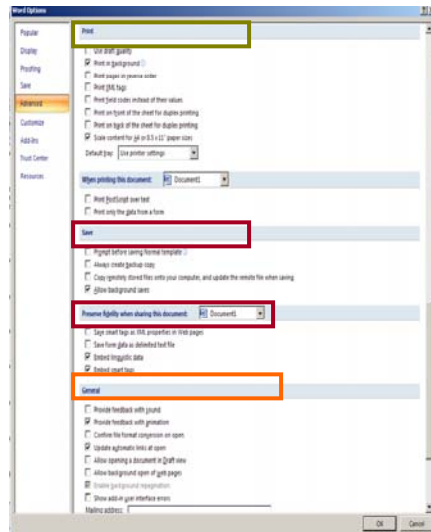 Word Options
Popular
Display
Proofing
Save
Advanced
Customize
Add-Ins
Trust Center
Resources
Print
Use draft quality
Print in background
Print pages in reverse order
Print XML tags
Print field codes instead of their values
Print on front of the sheet for duplex printing
Print on back of the sheet for duplex printing
Scale content for A4 or 8.5 x 11" paper sizes
Default tray: Use printer settings
When printing this document: Document1
Print PostScript over text
Print only the data from a form
Save
Prompt before saving Normal template
Always create backup copy
Copy remotely stored files onto your computer, and update the remote file when saving
Allow background saves
Preserve fidelity when sharing this document: Document1
Save smart tags as XML properties in Web pages
Save form data as delimited text file
Embed linguistic data
Embed smart tags
General
Provide feedback with sound
Provide feedback with animation
Confirm file format conversion on open
Update automatic links at open
Allow opening a document in Draft view
Allow background open of web pages
Enable background repagination
Show add-in user interface errors
Mailing address:
OK
Cancel